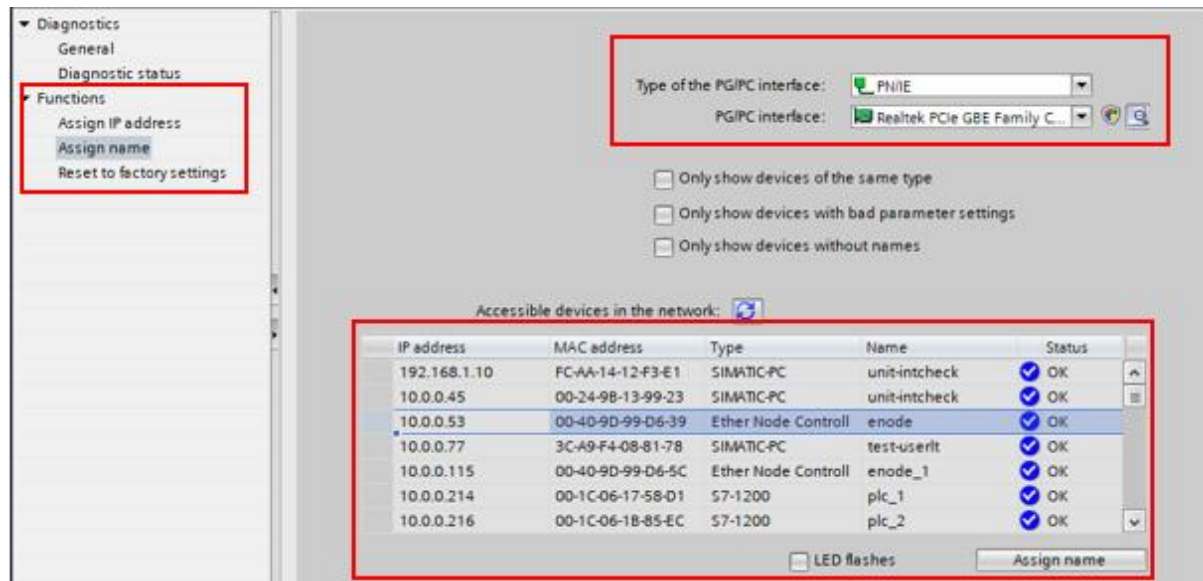 Diagnostics
General
Diagnostic status
Functions
Assign IP address
Assign name
Reset to factory settings
Type of the PG/PC interface: PN/IE
PG/PC interface: Realtek PCIe GBE Family C...
Only show devices of the same type
Only show devices with bad parameter settings
Only show devices without names
Accessible devices in the network:
IP address MAC address Type Name Status
192.168.1.10 FC-AA-14-12-F3-E1 SIMATIC-PC unit-intcheck OK
10.0.0.45 00-24-9B-13-99-23 SIMATIC-PC unit-intcheck OK
10.0.0.53 00-40-9D-99-D6-39 Ether Node Controll enode OK
10.0.0.77 3C-A9-F4-08-81-78 SIMATIC-PC test-userlt OK
10.0.0.115 00-40-9D-99-D6-5C Ether Node Controll enode_1 OK
10.0.0.214 00-1C-06-17-58-D1 S7-1200 plc_1 OK
10.0.0.216 00-1C-06-1B-85-EC S7-1200 plc_2 OK
LED flashes Assign name